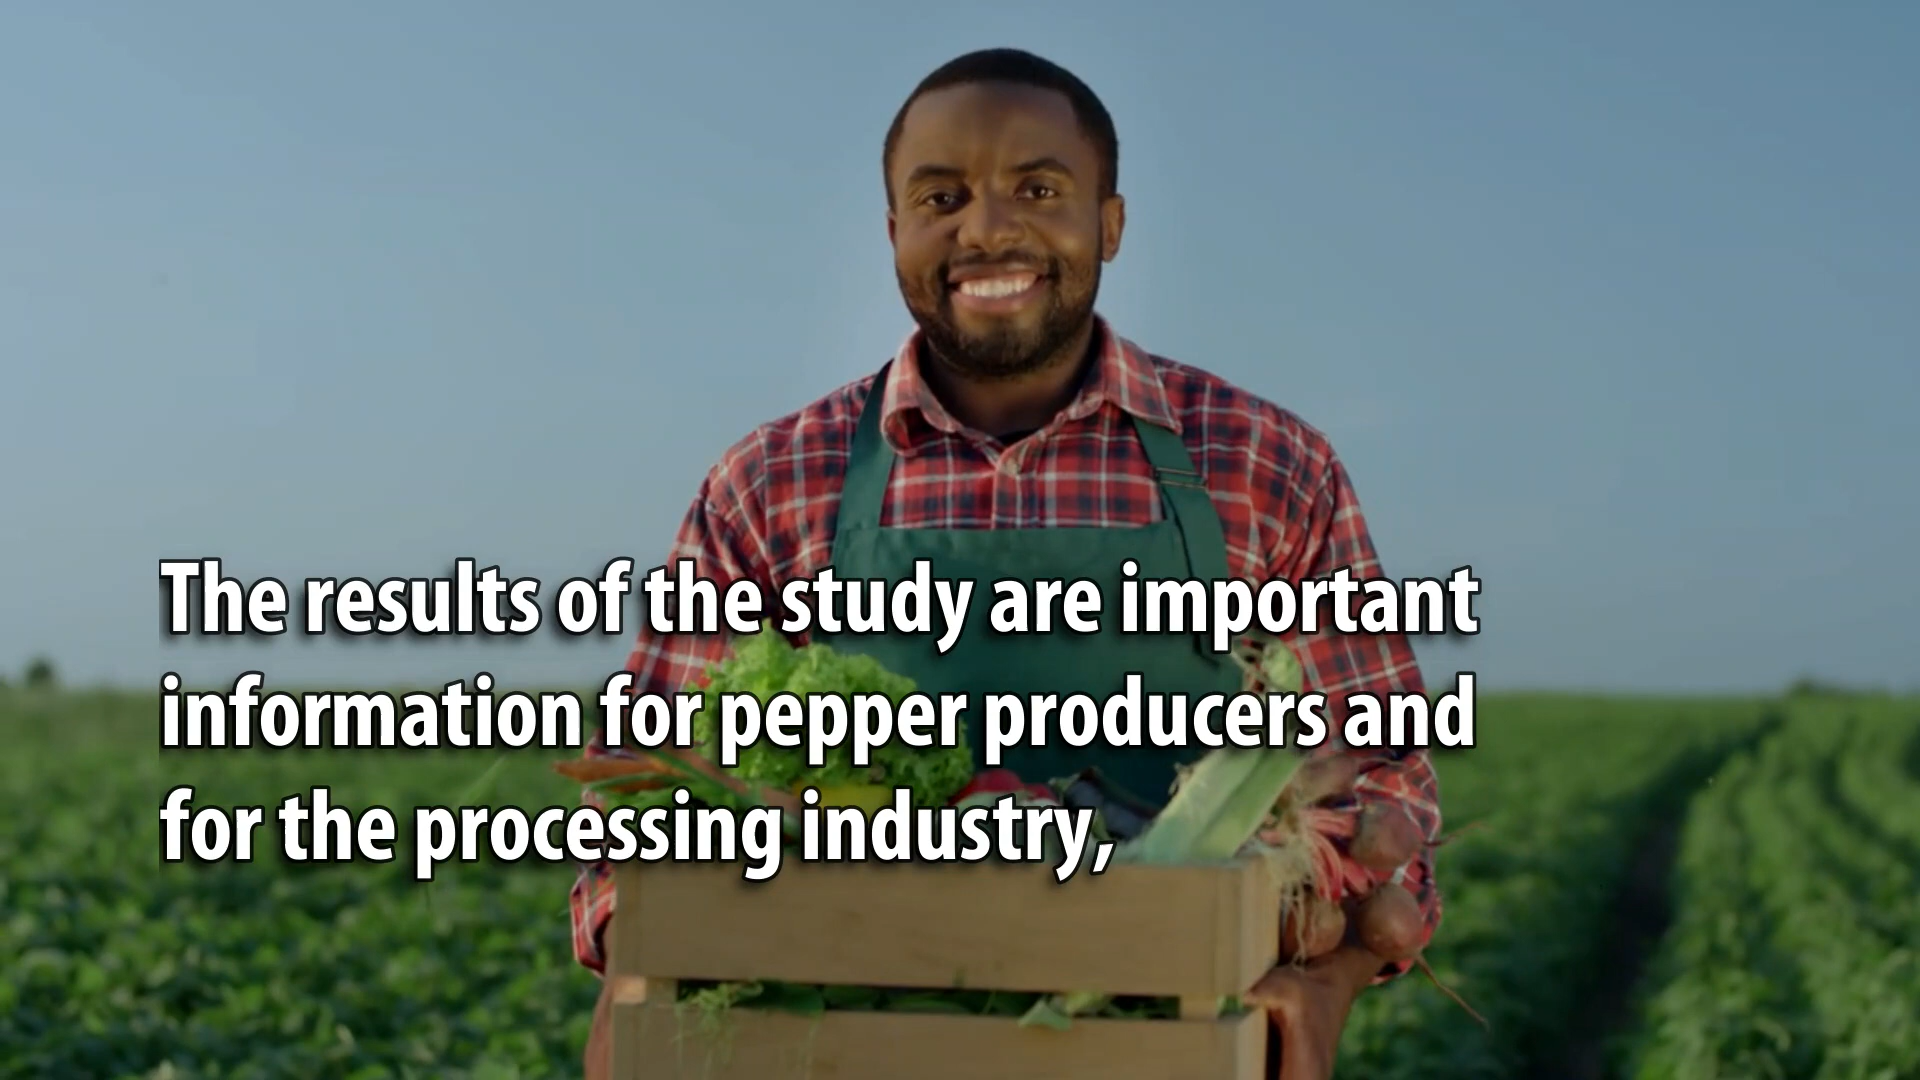 The results of the study are important
information for pepper producers and
for the processing industry,